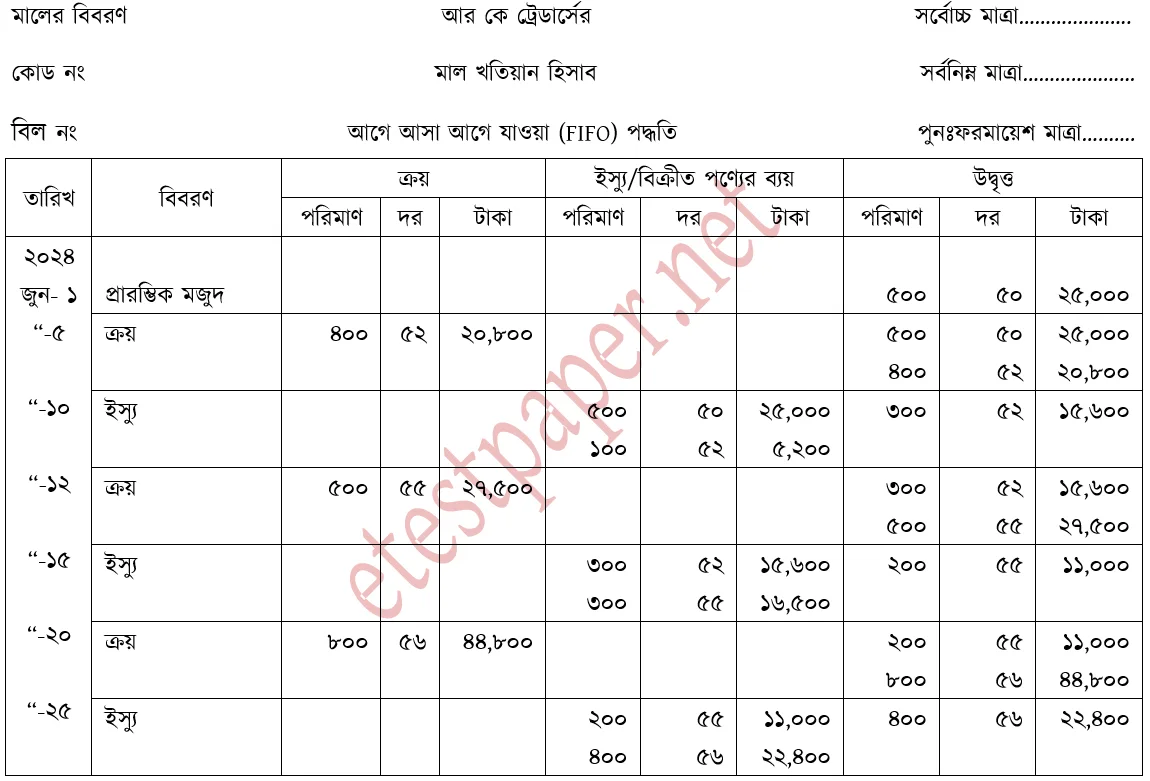 মালের বিবরণ আর কে ট্রেডার্সের সর্বোচ্চ মাত্রা.....................
কোড নং মাল খতিয়ান হিসাব সর্বনিম্ন মাত্রা.....................
বিল নং আগে আসা আগে যাওয়া (FIFO) পদ্ধতি পুনঃফরমায়েশ মাত্রা..........
তারিখ বিবরণ ক্রয় ইস্যু/বিক্রীত পণ্যের ব্যয় উদ্বৃত্ত
পরিমাণ দর টাকা পরিমাণ দর টাকা পরিমাণ দর টাকা
২০২৪
জুন- ১ প্রারম্ভিক মজুদ ৫০০ ৫০ ২৫,০০০
“-৫ ক্রয় ৪০০ ৫২ ২০,৮০০ ৫০০ ৫০ ২৫,০০০
৪০০ ৫২ ২০,৮০০
“-১০ ইস্যু ৫০০ ৫০ ২৫,০০০ ৩০০ ৫২ ১৫,৬০০
১০০ ৫২ ৫,২০০
“-১২ ক্রয় ৫০০ ৫৫ ২৭,৫০০ ৩০০ ৫২ ১৫,৬০০
৫০০ ৫৫ ২৭,৫০০
“-১৫ ইস্যু ৩০০ ৫২ ১৫,৬০০ ২০০ ৫৫ ১১,০০০
৩০০ ৫৫ ১৬,৫০০
“-২০ ক্রয় ৮০০ ৫৬ ৪৪,৮০০ ২০০ ৫৫ ১১,০০০
৮০০ ৫৬ ৪৪,৮০০
“-২৫ ইস্যু ২০০ ৫৫ ১১,০০০ ৪০০ ৫৬ ২২,৪০০
৪০০ ৫৬ ২২,৪০০
etestpaper.net